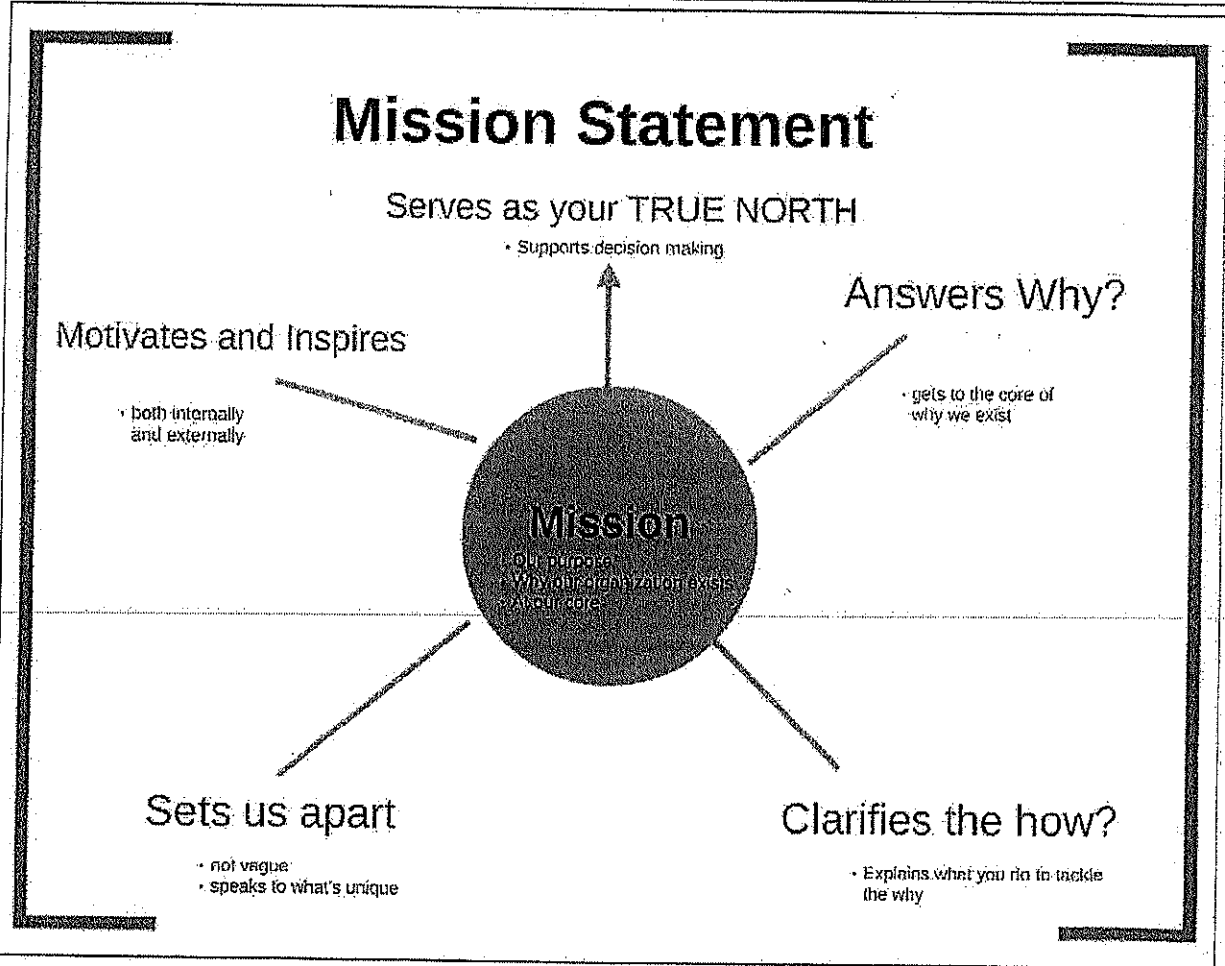 Mission Statement
Serves as your TRUE NORTH
• Supports decision making
Answers Why?
• gets to the core of
why we exist
Motivates and Inspires
• both internally
and externally
Mission
• Our purpose
• Why our organization exists
• At our core
Sets us apart
• not vague
• speaks to what's unique
Clarifies the how?
• Explains what you do to tackle
the why